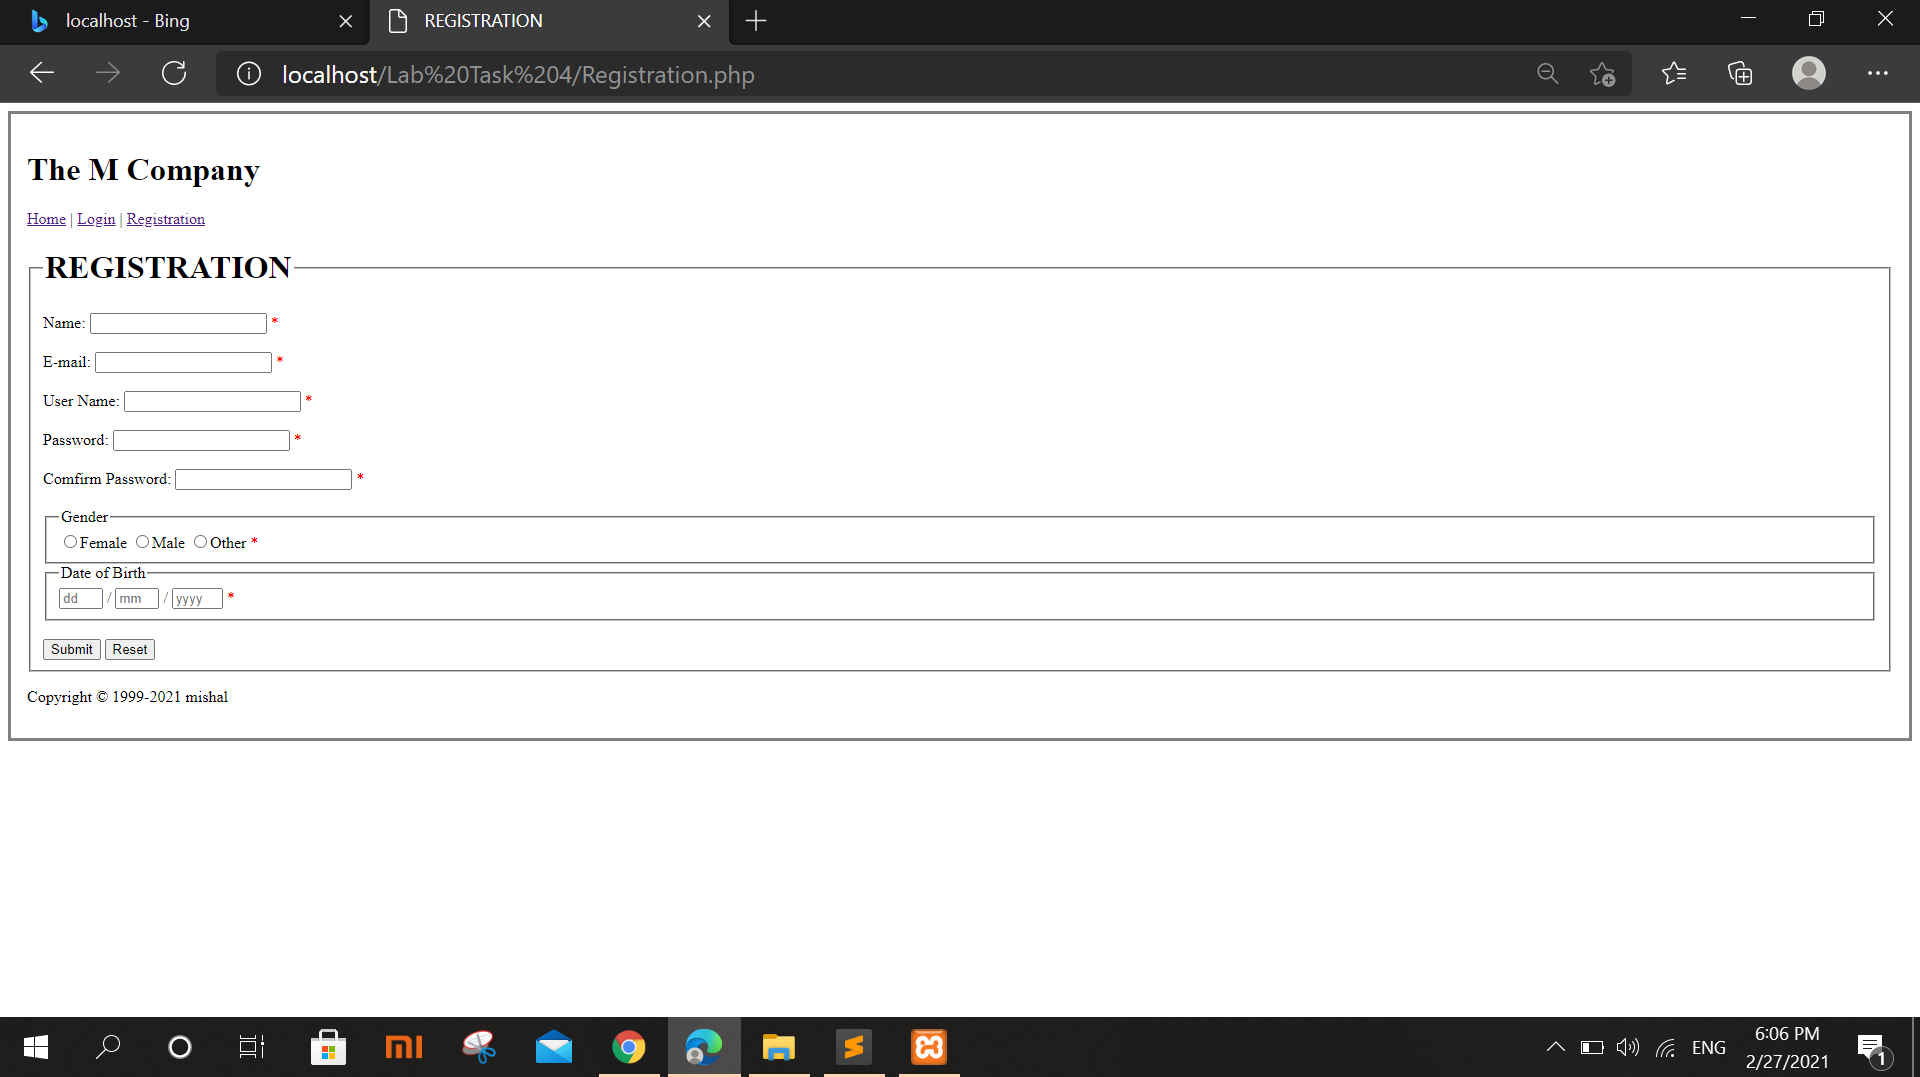 localhost - Bing
REGISTRATION
localhost/Lab%20Task%204/Registration.php
The M Company
Home | Login | Registration
REGISTRATION
Name: *
E-mail: *
User Name: *
Password: *
Comfirm Password: *
Gender
Female Male Other *
Date of Birth
dd / mm / yyyy *
Submit Reset
Copyright © 1999-2021 mishal
mi
ENG
6:06 PM
2/27/2021
1